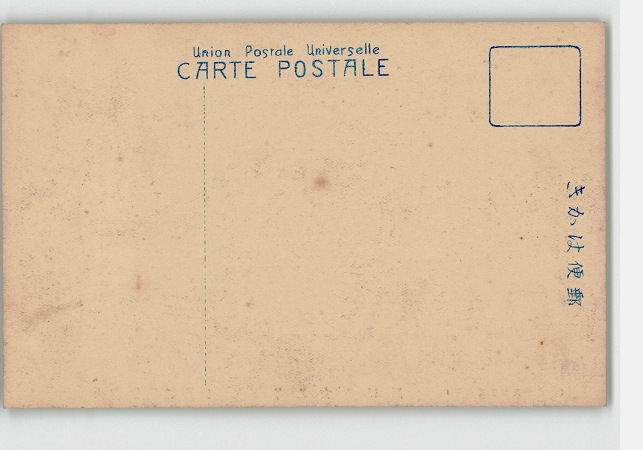 Union Postale Universelle
CARTE POSTALE
きかは便郵